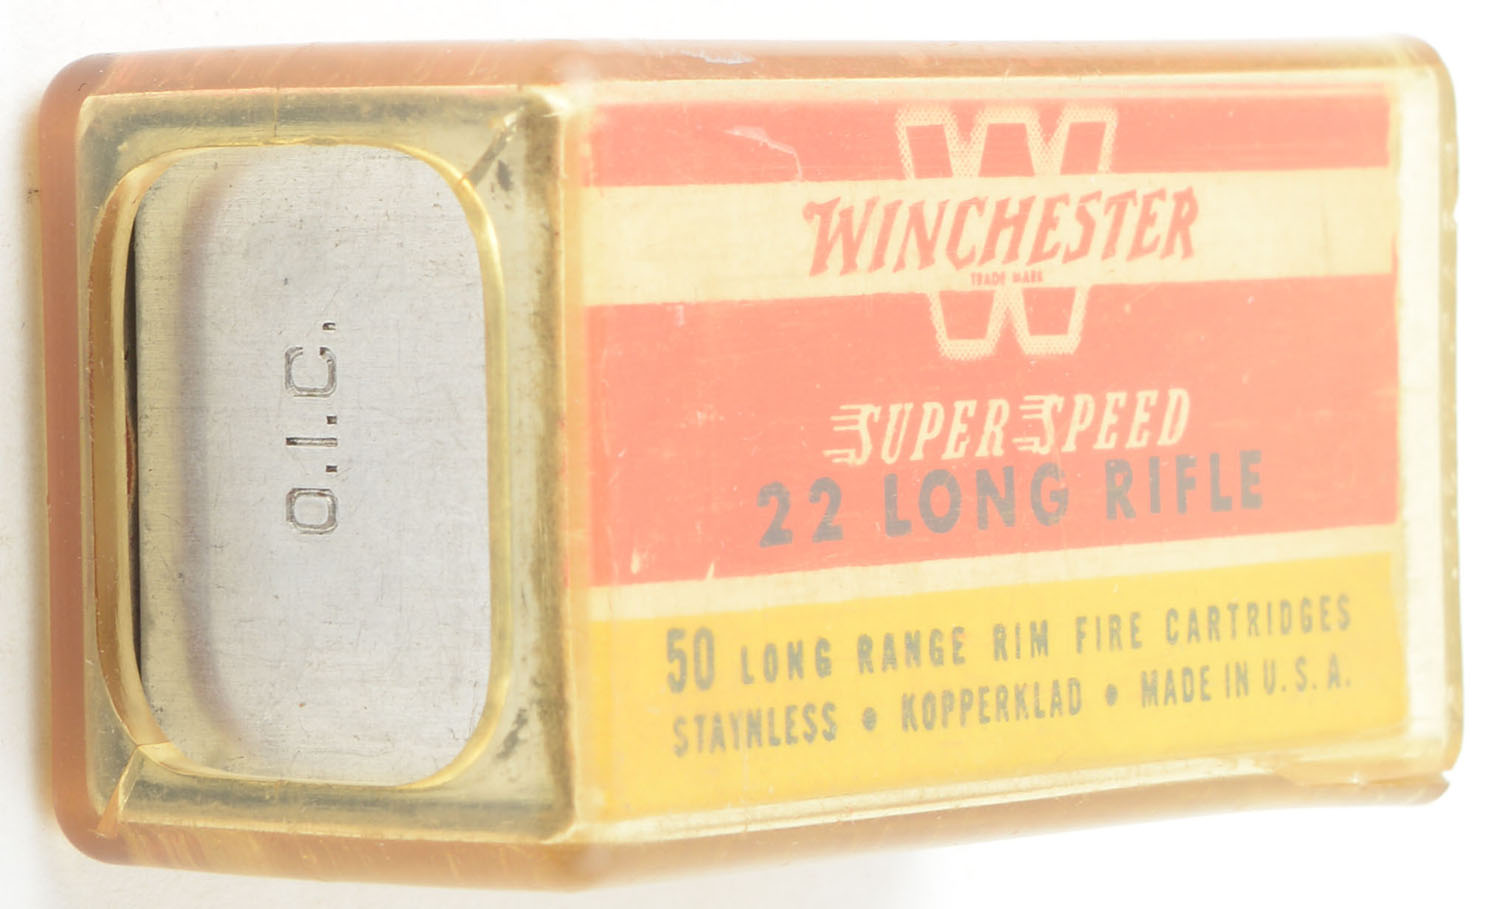 O.I.C.
W
WINCHESTER
TRADE MARK
SUPER SPEED
22 LONG RIFLE
50 LONG RANGE RIM FIRE CARTRIDGES
STAYNLESS • KOPPERKLAD • MADE IN U.S.A.